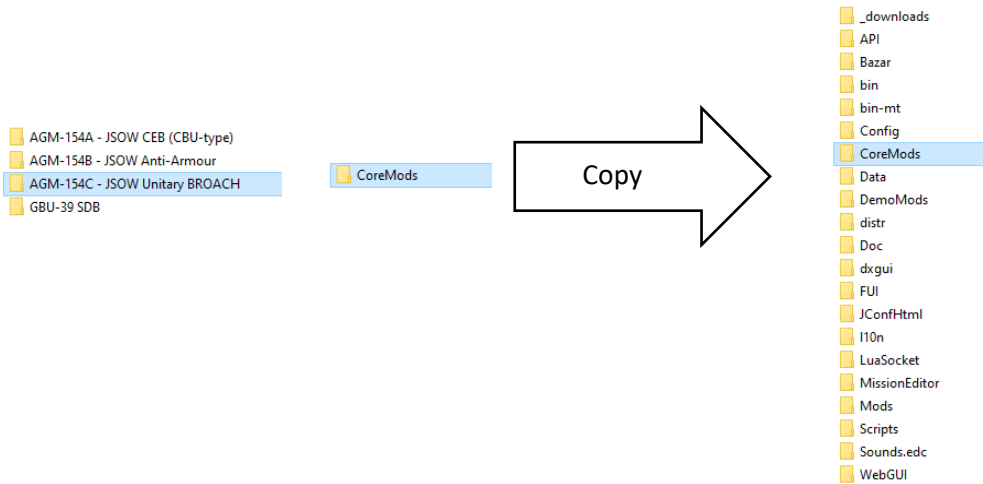 AGM-154A - JSOW CEB (CBU-type)
AGM-154B - JSOW Anti-Armour
AGM-154C - JSOW Unitary BROACH
GBU-39 SDB
CoreMods
Copy
_downloads
API
Bazar
bin
bin-mt
Config
CoreMods
Data
DemoMods
distr
Doc
dxgui
FUI
JConfHtml
l10n
LuaSocket
MissionEditor
Mods
Scripts
Sounds.edc
WebGUI